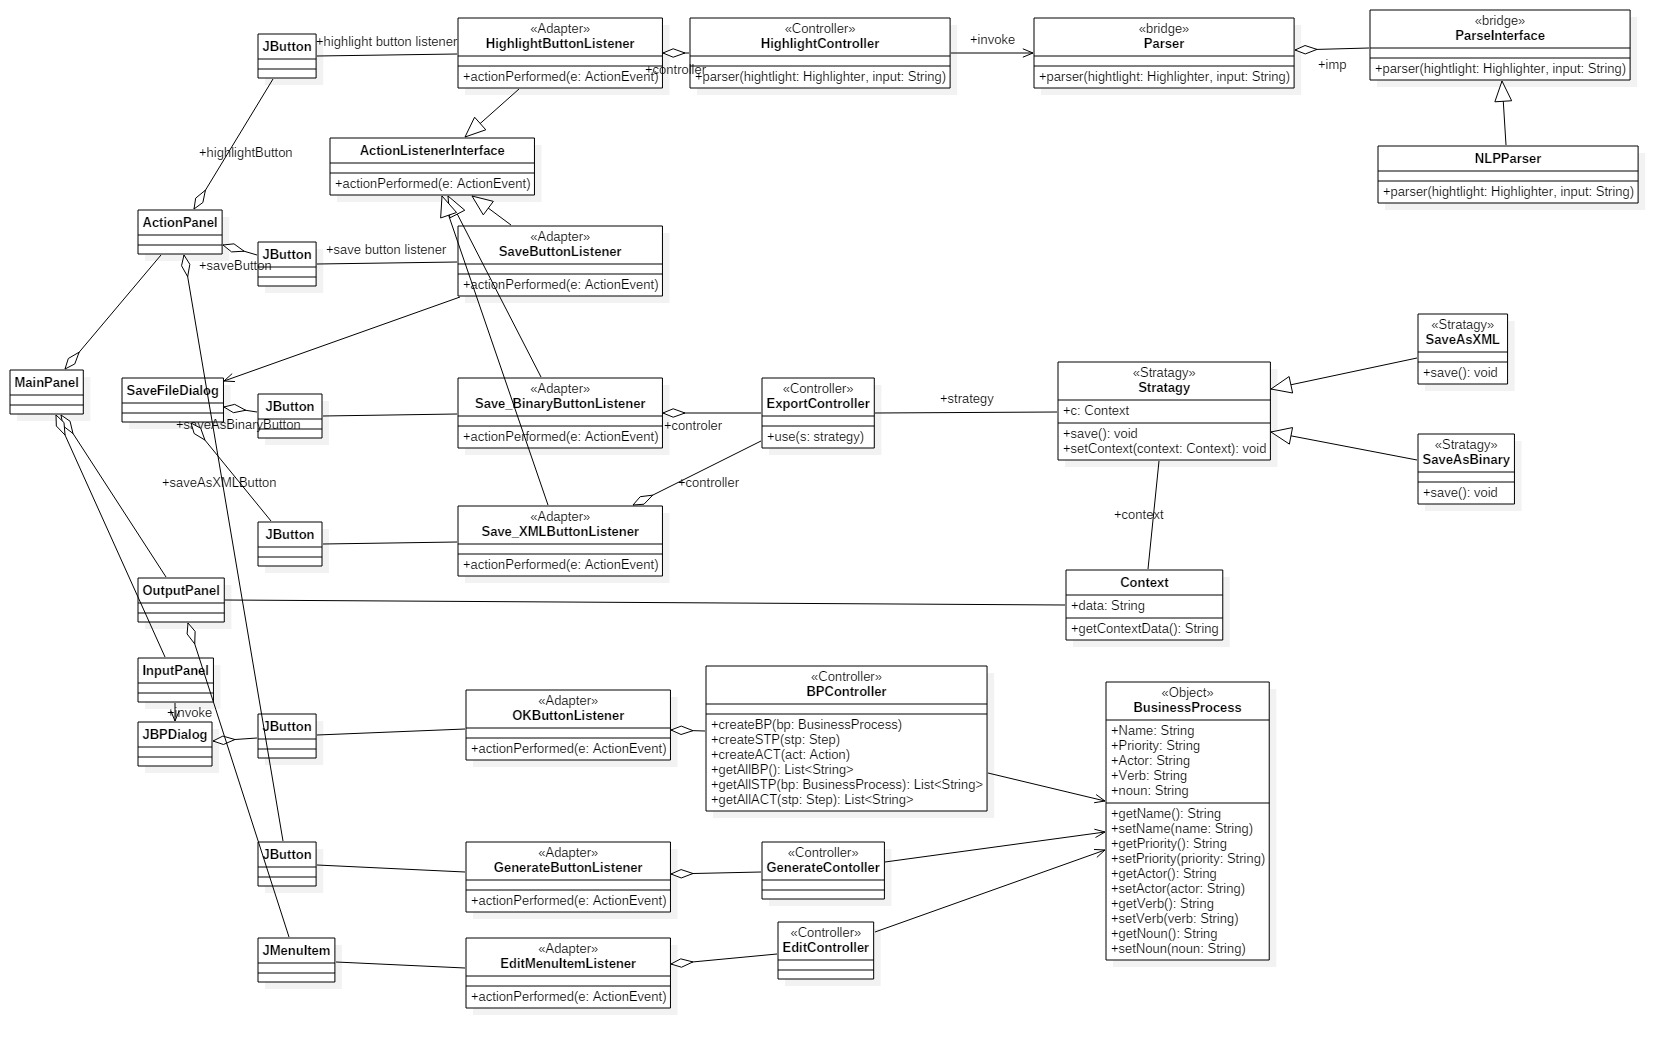 JButton
+highlight button listener
«Adapter»
HighlightButtonListener
+actionPerformed(e: ActionEvent)
+controller
«Controller»
HighlightController
+parser(hightlight: Highlighter, input: String)
+invoke
«bridge»
Parser
+parser(hightlight: Highlighter, input: String)
+imp
«bridge»
ParseInterface
+parser(hightlight: Highlighter, input: String)
NLPParser
+parser(hightlight: Highlighter, input: String)
ActionListenerInterface
+actionPerformed(e: ActionEvent)
+highlightButton
ActionPanel
+saveButton
JButton
+save button listener
«Adapter»
SaveButtonListener
+actionPerformed(e: ActionEvent)
MainPanel
SaveFileDialog
+saveAsBinaryButton
JButton
«Adapter»
Save_BinaryButtonListener
+actionPerformed(e: ActionEvent)
+controler
«Controller»
ExportController
+use(s: strategy)
+strategy
«Stratagy»
Stratagy
+c: Context
+save(): void
+setContext(context: Context): void
«Stratagy»
SaveAsXML
+save(): void
«Stratagy»
SaveAsBinary
+save(): void
+saveAsXMLButton
JButton
«Adapter»
Save_XMLButtonListener
+actionPerformed(e: ActionEvent)
+controller
+context
Context
+data: String
+getContextData(): String
OutputPanel
InputPanel
+invoke
JBPDialog
JButton
«Adapter»
OKButtonListener
+actionPerformed(e: ActionEvent)
«Controller»
BPController
+createBP(bp: BusinessProcess)
+createSTP(stp: Step)
+createACT(act: Action)
+getAllBP(): List<String>
+getAllSTP(bp: BusinessProcess): List<String>
+getAllACT(stp: Step): List<String>
«Object»
BusinessProcess
+Name: String
+Priority: String
+Actor: String
+Verb: String
+noun: String
+getName(): String
+setName(name: String)
+getPriority(): String
+setPriority(priority: String)
+getActor(): String
+setActor(actor: String)
+getVerb(): String
+setVerb(verb: String)
+getNoun(): String
+setNoun(noun: String)
JButton
«Adapter»
GenerateButtonListener
+actionPerformed(e: ActionEvent)
«Controller»
GenerateContoller
JMenuItem
«Adapter»
EditMenuItemListener
+actionPerformed(e: ActionEvent)
«Controller»
EditController